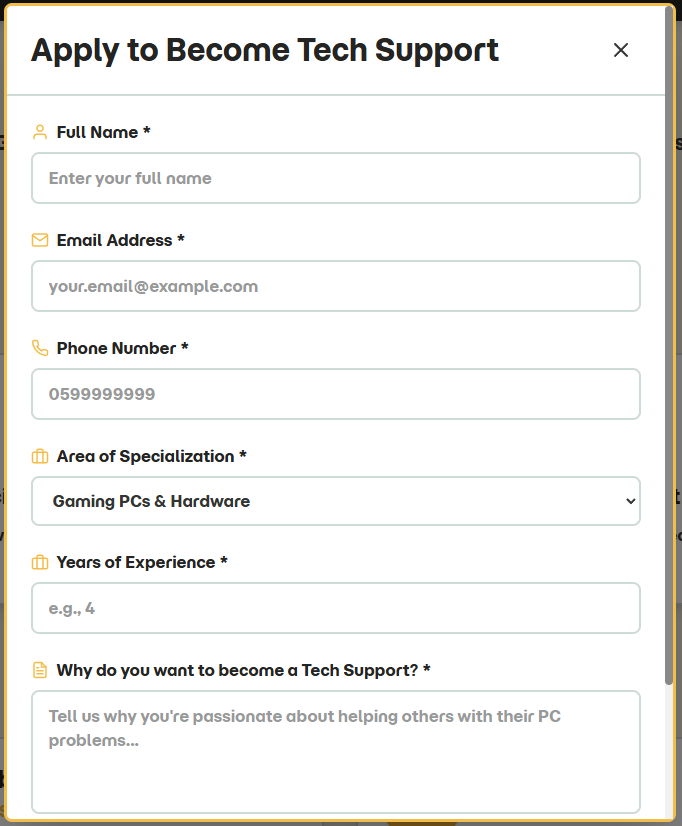 Apply to Become Tech Support
Full Name *
Enter your full name
Email Address *
your.email@example.com
Phone Number *
0599999999
Area of Specialization *
Gaming PCs & Hardware
Years of Experience *
e.g., 4
Why do you want to become a Tech Support? *
Tell us why you're passionate about helping others with their PC
problems...